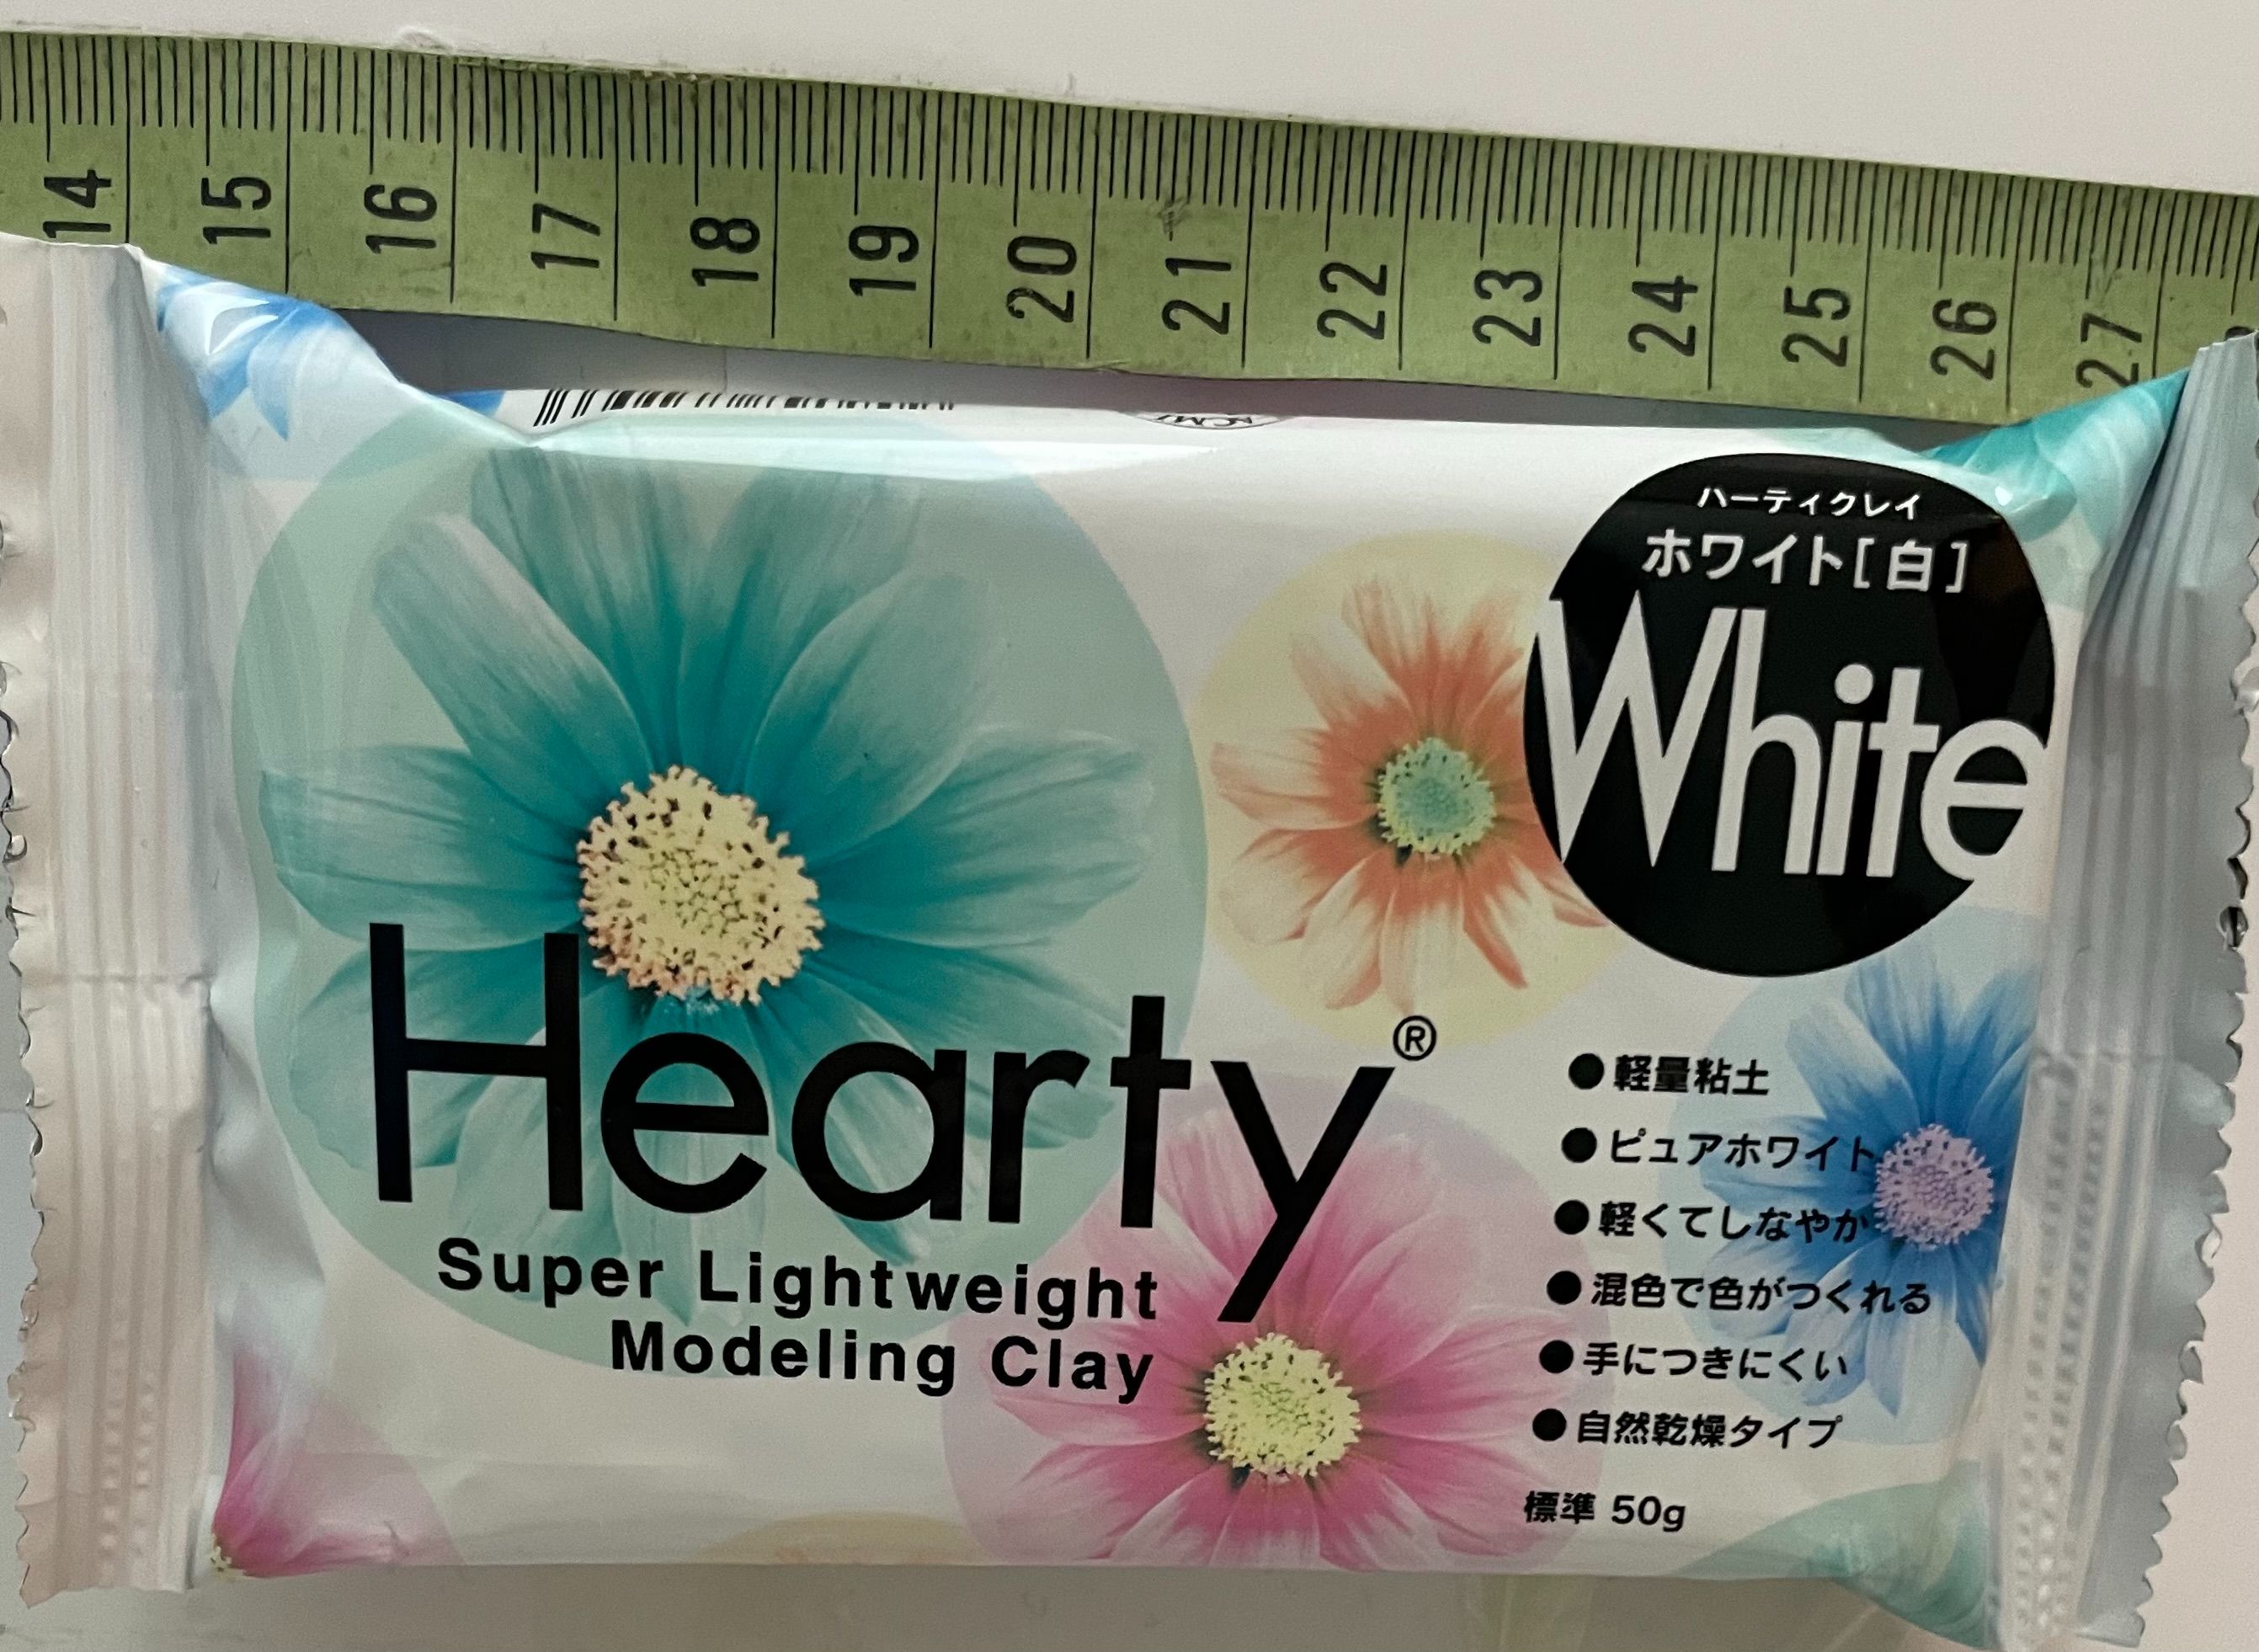 14 15 16 17 18 19 20 21 22 23 24 25 26 27
ハーティクレイ
ホワイト[白]
White
Hearty®
Super Lightweight
Modeling Clay
●軽量粘土
●ピュアホワイト
●軽くてしなやか
●混色で色がつくれる
●手につきにくい
●自然乾燥タイプ
標準 50g